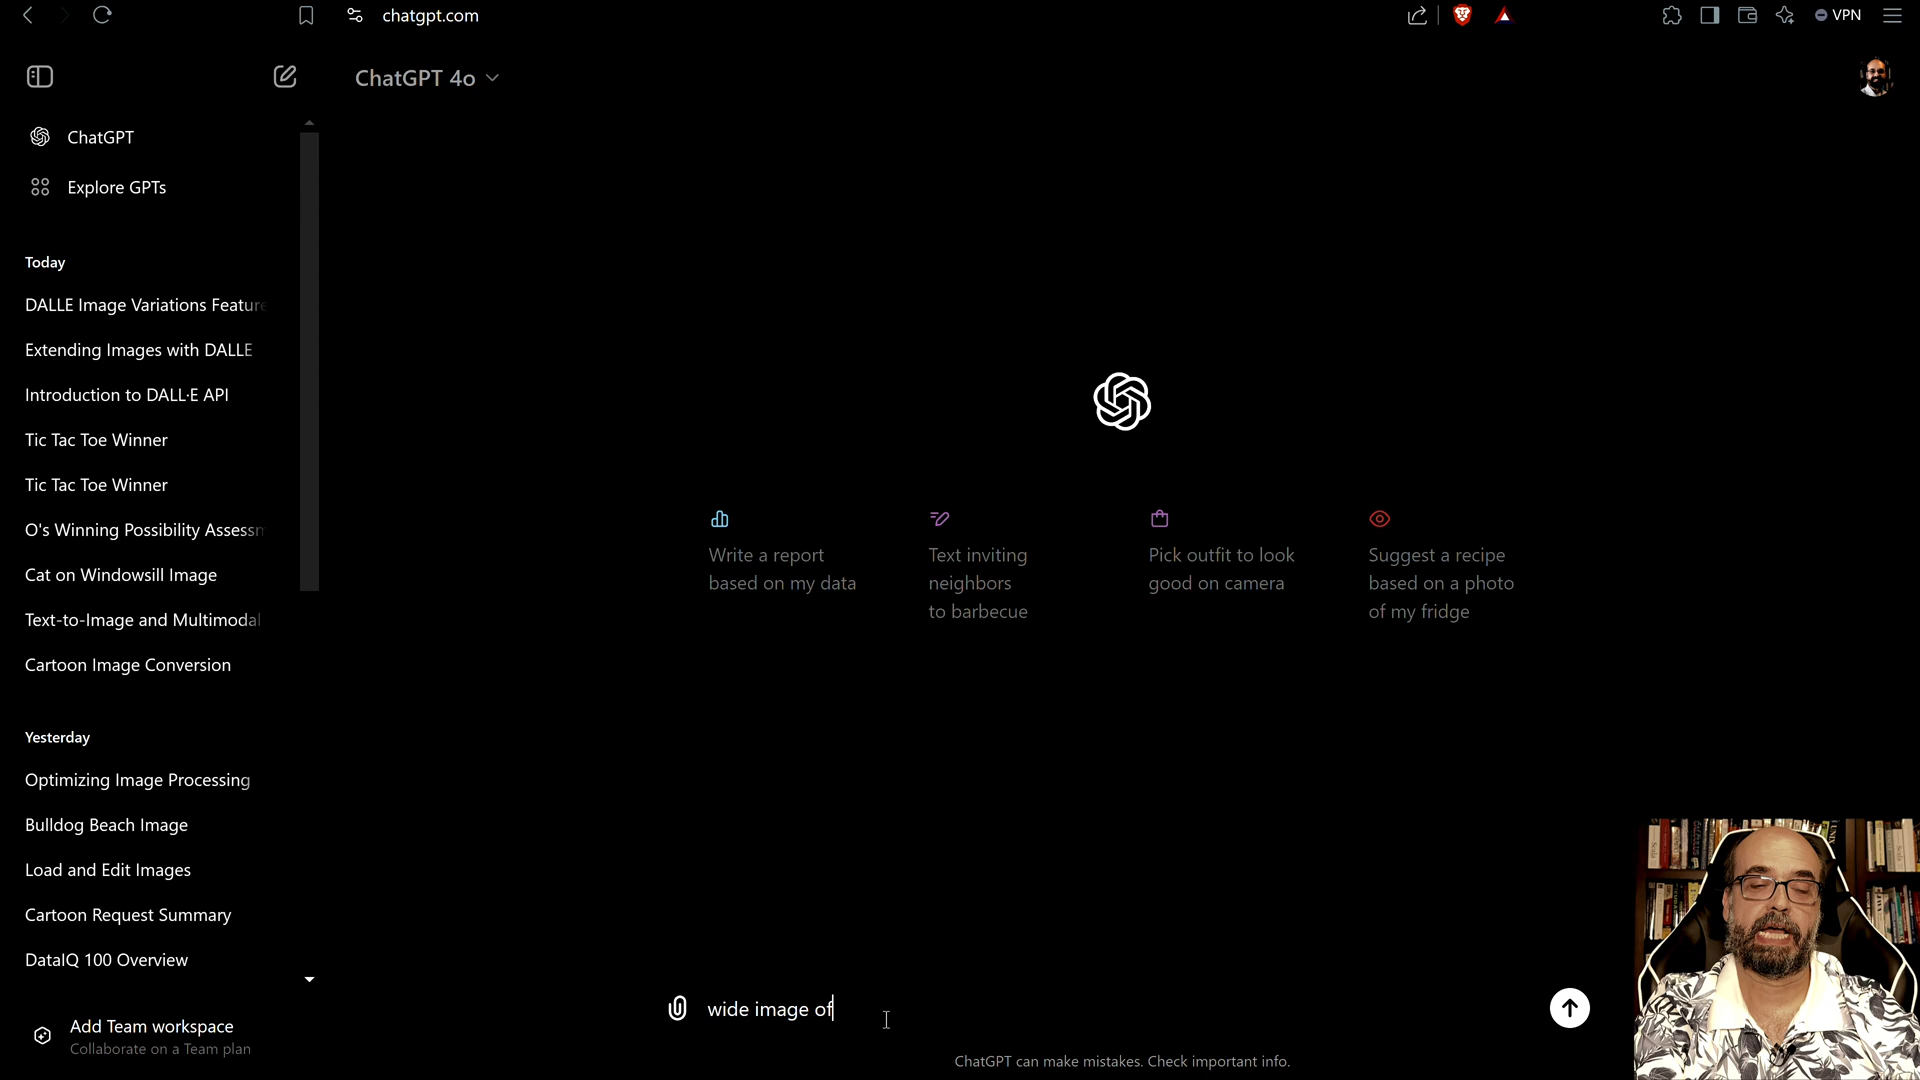 chatgpt.com
VPN
ChatGPT 4o
ChatGPT
Explore GPTs
Today
DALLE Image Variations Feature
Extending Images with DALLE
Introduction to DALL·E API
Tic Tac Toe Winner
Tic Tac Toe Winner
O's Winning Possibility Assessm
Cat on Windowsill Image
Text-to-Image and Multimodal
Cartoon Image Conversion
Yesterday
Optimizing Image Processing
Bulldog Beach Image
Load and Edit Images
Cartoon Request Summary
DataIQ 100 Overview
Add Team workspace
Collaborate on a Team plan
Write a report
based on my data
Text inviting
neighbors
to barbecue
Pick outfit to look
good on camera
Suggest a recipe
based on a photo
of my fridge
wide image of
ChatGPT can make mistakes. Check important info.